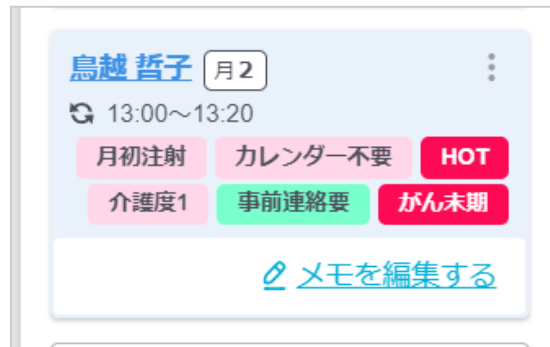 鳥越 哲子 月2
13:00～13:20
月初注射 カレンダー不要 HOT
介護度1 事前連絡要 がん末期
メモを編集する